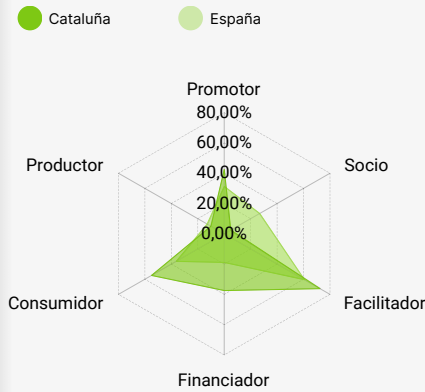 Cataluña
España
Promotor
80,00%
60,00%
Productor
Socio
40,00%
20,00%
0,00%
Consumidor
Facilitador
Financiador